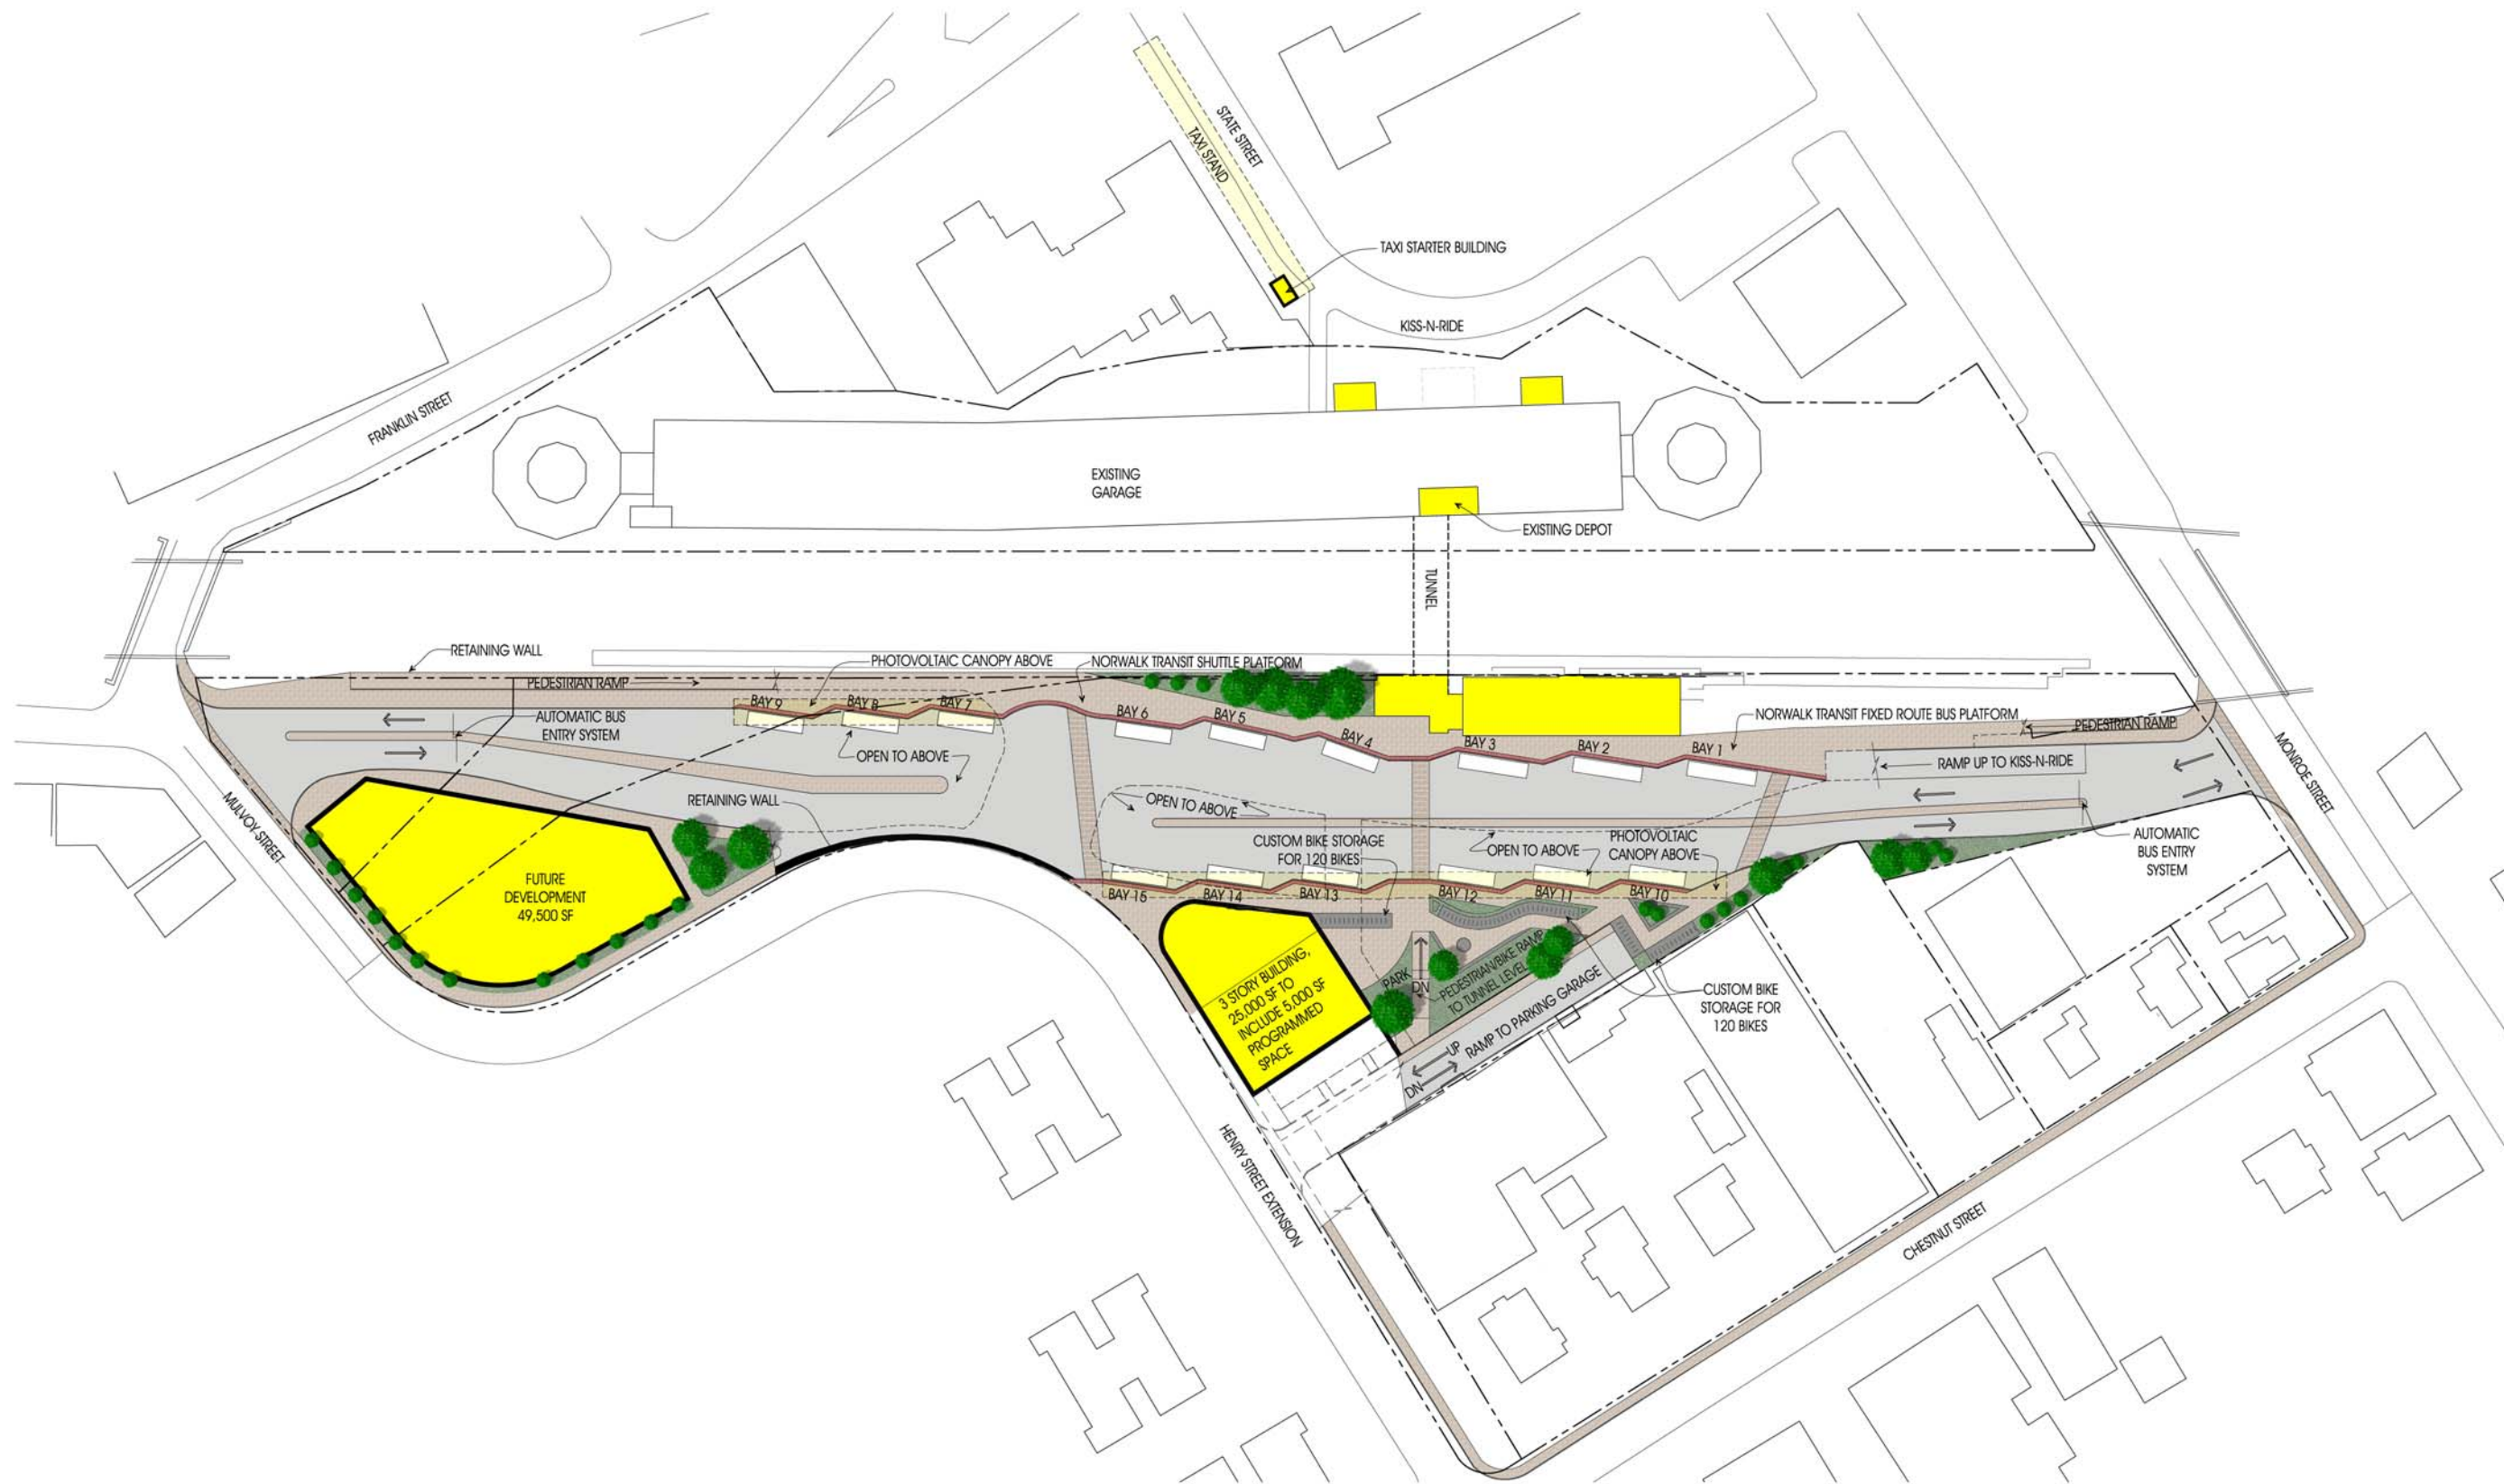 STATE STREET
TAXI STAND
TAXI STARTER BUILDING
KISS-N-RIDE
FRANKLIN STREET
EXISTING
GARAGE
EXISTING DEPOT
TUNNEL
RETAINING WALL
PHOTOVOLTAIC CANOPY ABOVE
NORWALK TRANSIT SHUTTLE PLATFORM
PEDESTRIAN RAMP
BAY 9
BAY 8
BAY 7
BAY 6
BAY 5
BAY 4
BAY 3
BAY 2
BAY 1
NORWALK TRANSIT FIXED ROUTE BUS PLATFORM
PEDESTRIAN RAMP
AUTOMATIC BUS
ENTRY SYSTEM
OPEN TO ABOVE
RAMP UP TO KISS-N-RIDE
MONROE STREET
MULVOY STREET
RETAINING WALL
OPEN TO ABOVE
CUSTOM BIKE STORAGE
FOR 120 BIKES
OPEN TO ABOVE
PHOTOVOLTAIC
CANOPY ABOVE
AUTOMATIC
BUS ENTRY
SYSTEM
FUTURE
DEVELOPMENT
49,500 SF
BAY 15
BAY 14
BAY 13
BAY 12
BAY 11
BAY 10
3 STORY BUILDING,
25,000 SF TO
INCLUDE 5,000 SF
PROGRAMMED
SPACE
PARK
DN
PEDESTRIAN/BIKE RAMP
TO TUNNEL LEVEL
RAMP TO PARKING GARAGE
UP
DN
CUSTOM BIKE
STORAGE FOR
120 BIKES
HENRY STREET EXTENSION
CHESTNUT STREET